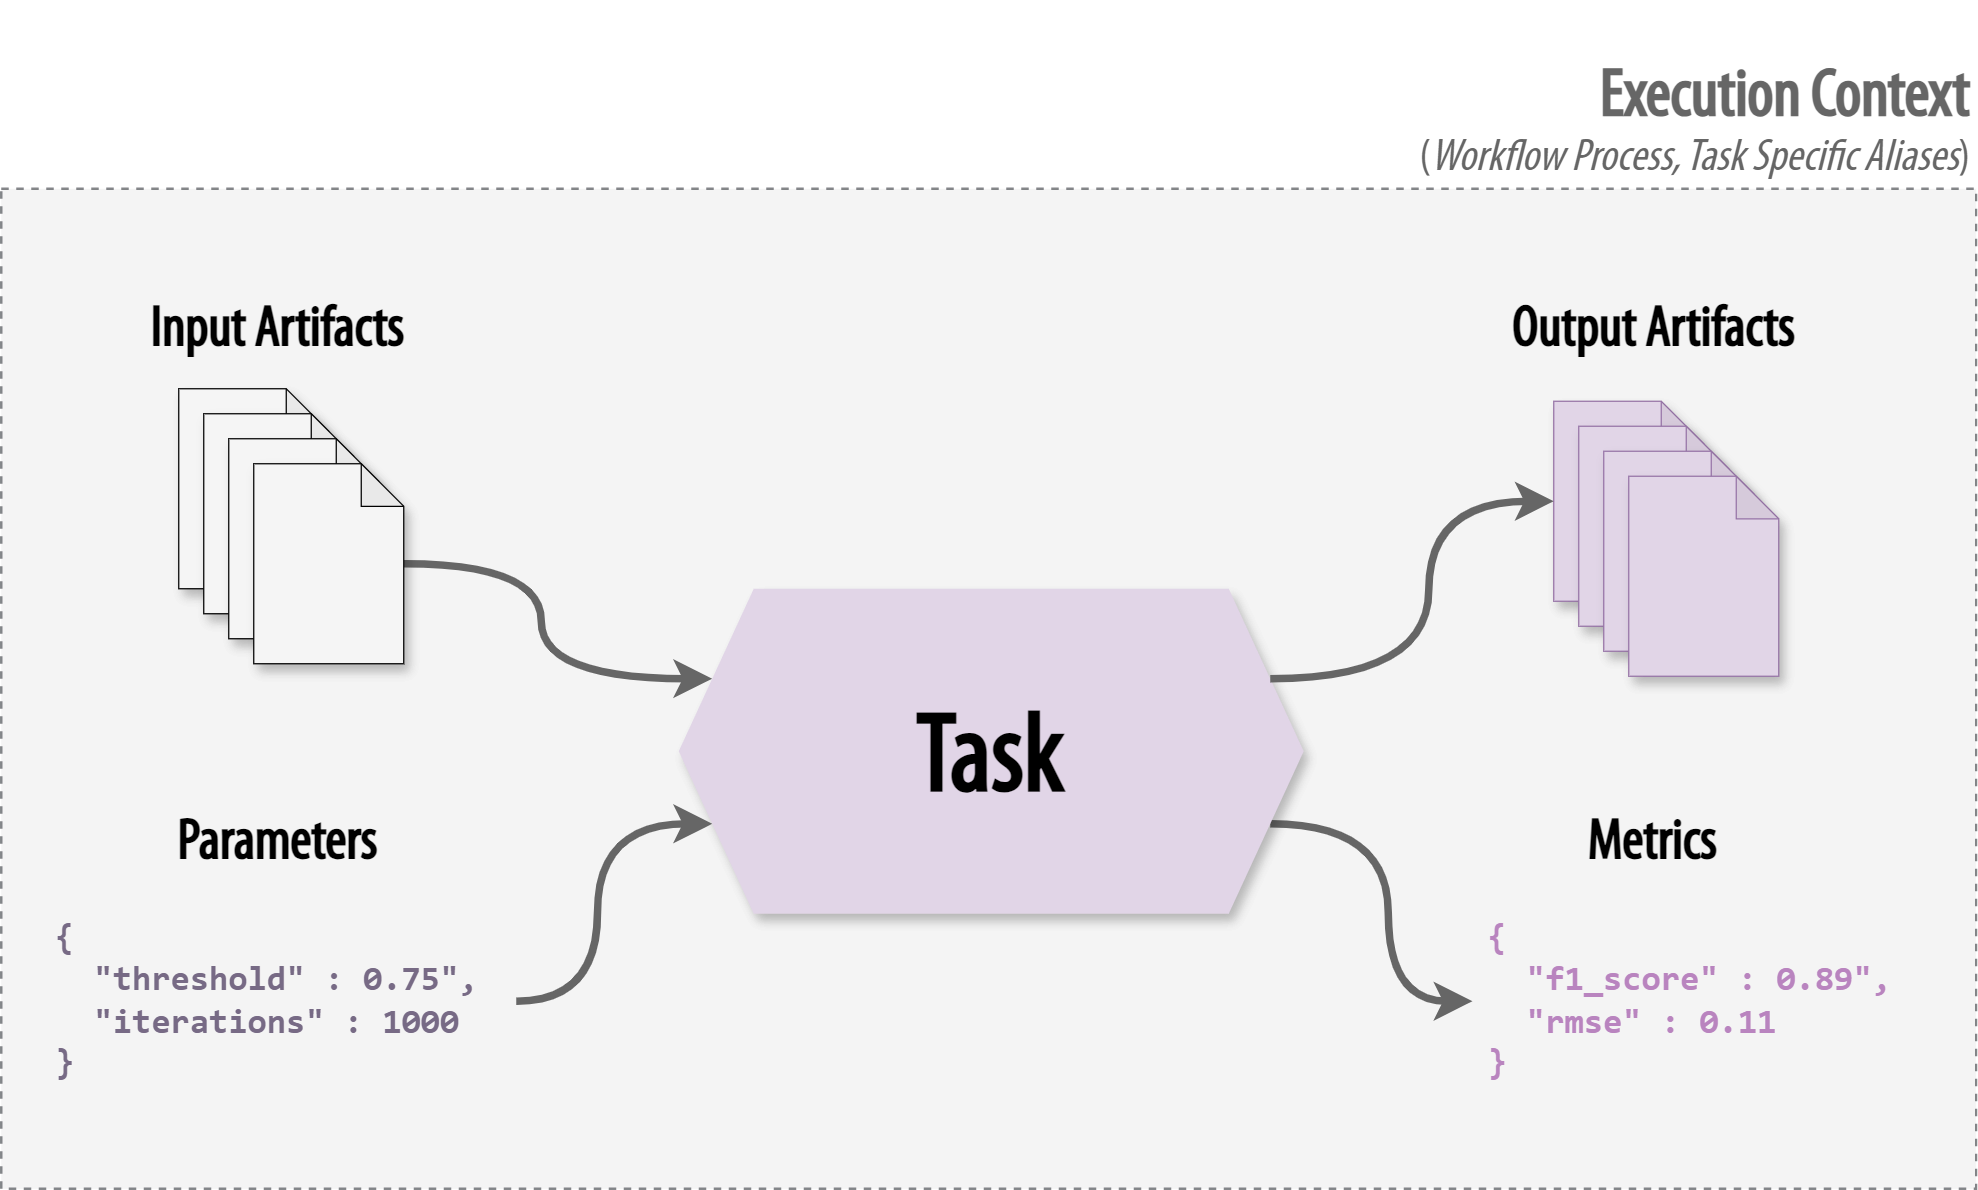 Execution Context
(Workflow Process, Task Specific Aliases)
Input Artifacts
Output Artifacts
Task
Parameters
Metrics
{
"threshold" : 0.75",
"iterations" : 1000
}
{
"f1_score" : 0.89",
"rmse" : 0.11
}